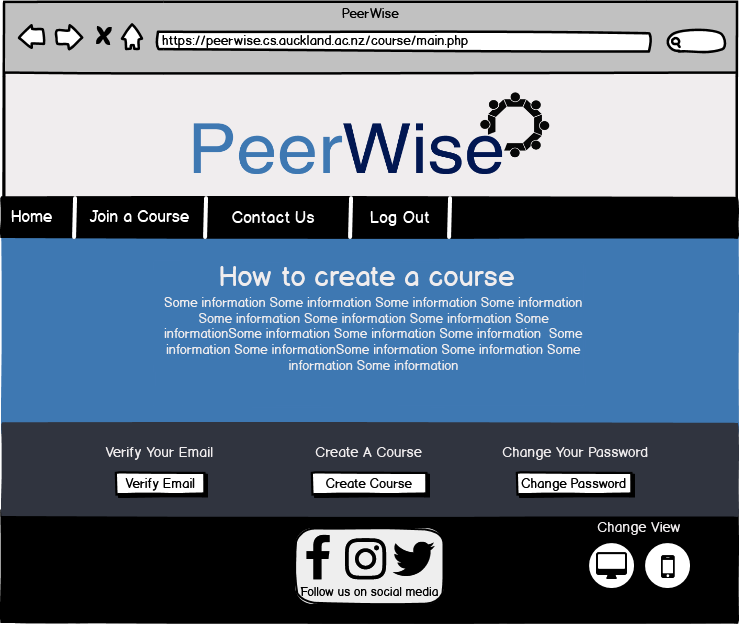 PeerWise
https://peerwise.cs.auckland.ac.nz/course/main.php
PeerWise
Home Join a Course Contact Us Log Out
How to create a course
Some information Some information Some information Some information
Some information Some information Some information Some
informationSome information Some information Some information  Some
information Some informationSome information Some information Some
information Some information
Verify Your Email Create A Course Change Your Password
Verify Email Create Course Change Password
Change View
Follow us on social media